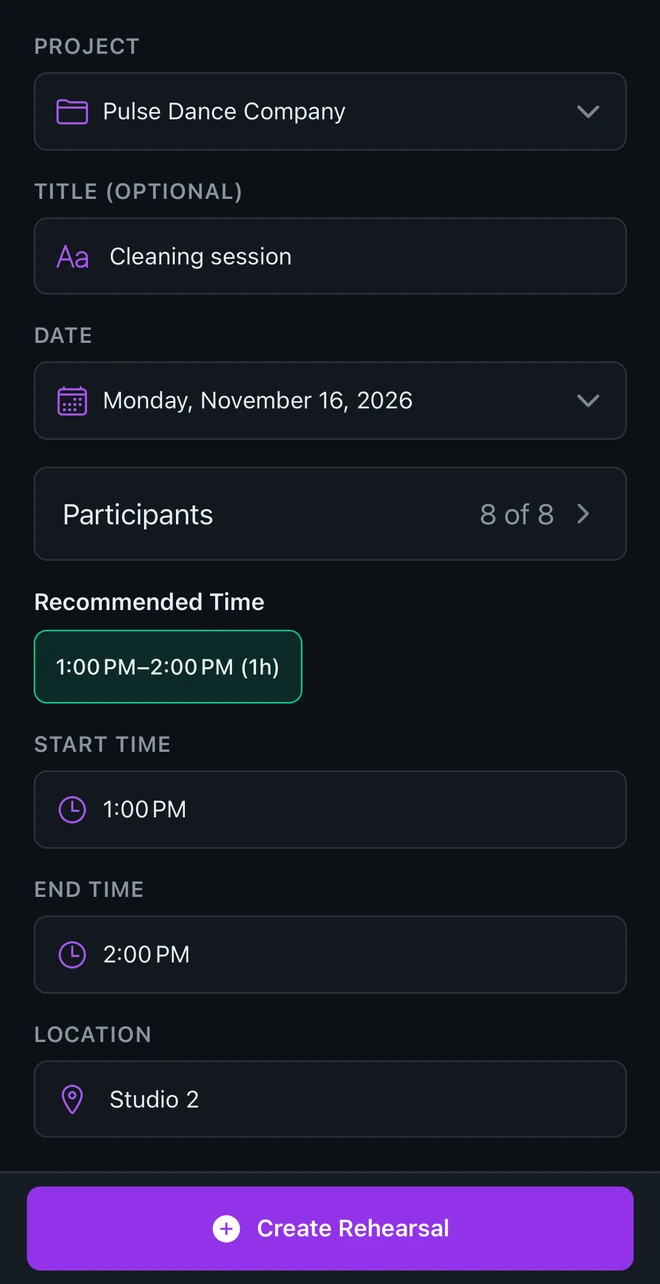 PROJECT
Pulse Dance Company
TITLE (OPTIONAL)
Aa Cleaning session
DATE
Monday, November 16, 2026
Participants 8 of 8
Recommended Time
1:00 PM–2:00 PM (1h)
START TIME
1:00 PM
END TIME
2:00 PM
LOCATION
Studio 2
Create Rehearsal